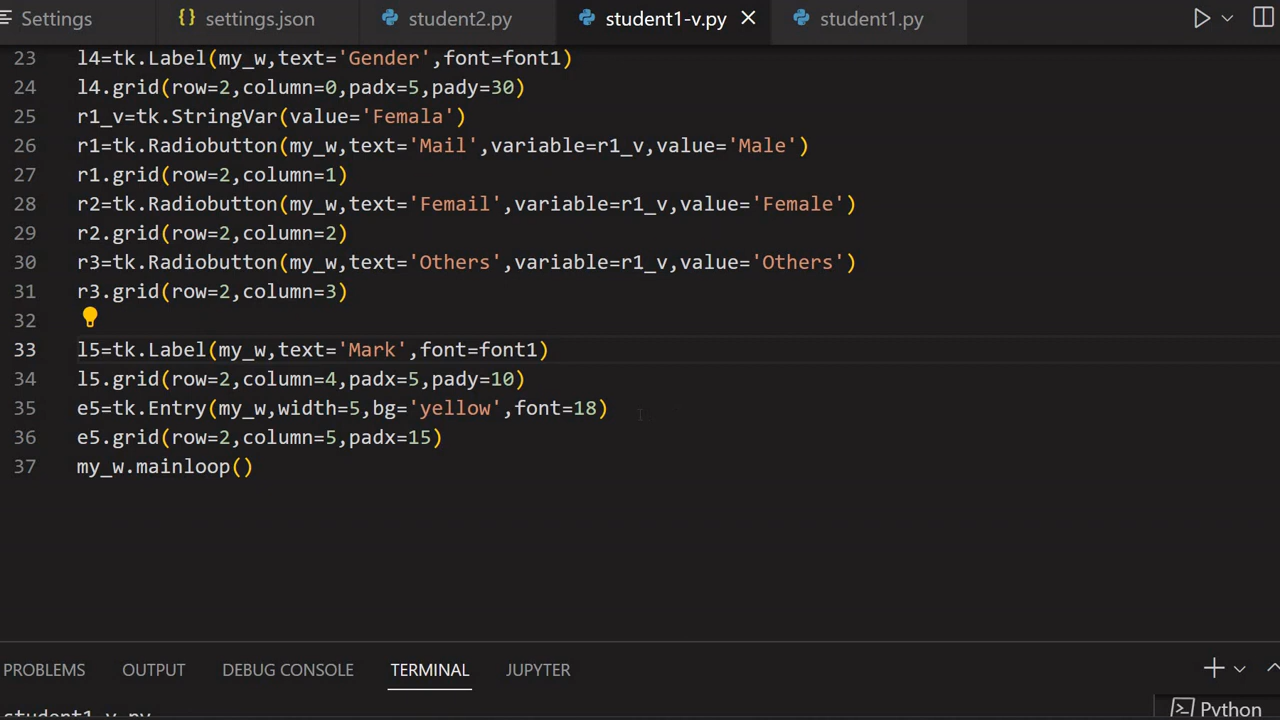 Settings settings.json student2.py student1-v.py student1.py
23 l4=tk.Label(my_w,text='Gender',font=font1)
24 l4.grid(row=2,column=0,padx=5,pady=30)
25 r1_v=tk.StringVar(value='Femala')
26 r1=tk.Radiobutton(my_w,text='Mail',variable=r1_v,value='Male')
27 r1.grid(row=2,column=1)
28 r2=tk.Radiobutton(my_w,text='Femail',variable=r1_v,value='Female')
29 r2.grid(row=2,column=2)
30 r3=tk.Radiobutton(my_w,text='Others',variable=r1_v,value='Others')
31 r3.grid(row=2,column=3)
32
33 l5=tk.Label(my_w,text='Mark',font=font1)
34 l5.grid(row=2,column=4,padx=5,pady=10)
35 e5=tk.Entry(my_w,width=5,bg='yellow',font=18)
36 e5.grid(row=2,column=5,padx=15)
37 my_w.mainloop()
PROBLEMS OUTPUT DEBUG CONSOLE TERMINAL JUPYTER
student1-v.py Python